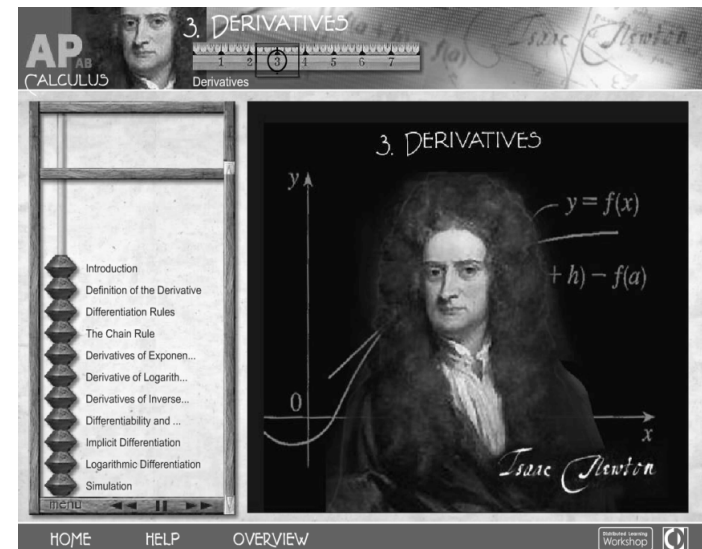 3. DERIVATIVES
AP AB
CALCULUS
1 2 3 4 5 6 7
Derivatives
f(a)
Isaac Newton
3. DERIVATIVES
y
y = f(x)
+ h) – f(a)
0
x
Isaac Newton
Introduction
Definition of the Derivative
Differentiation Rules
The Chain Rule
Derivatives of Exponen...
Derivative of Logarith...
Derivatives of Inverse...
Differentiability and ...
Implicit Differentiation
Logarithmic Differentiation
Simulation
menu
HOME HELP OVERVIEW
Distributed Learning
Workshop